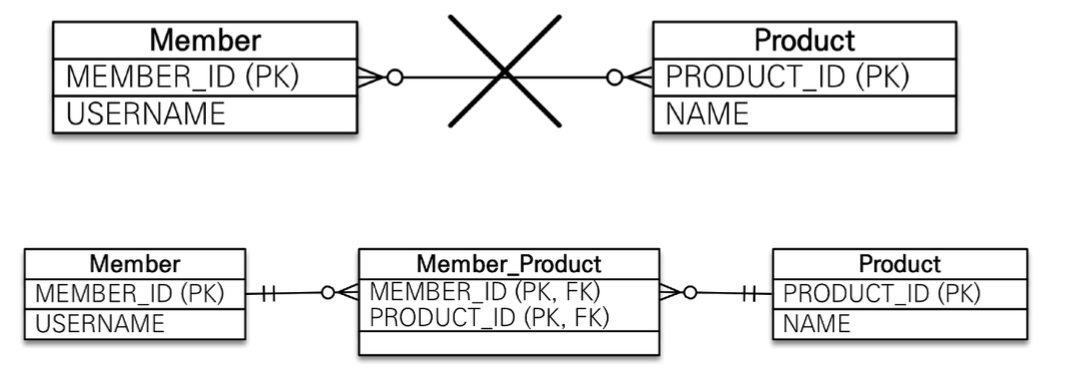 Member
MEMBER_ID (PK)
USERNAME
Product
PRODUCT_ID (PK)
NAME
Member
MEMBER_ID (PK)
USERNAME
Member_Product
MEMBER_ID (PK, FK)
PRODUCT_ID (PK, FK)
Product
PRODUCT_ID (PK)
NAME